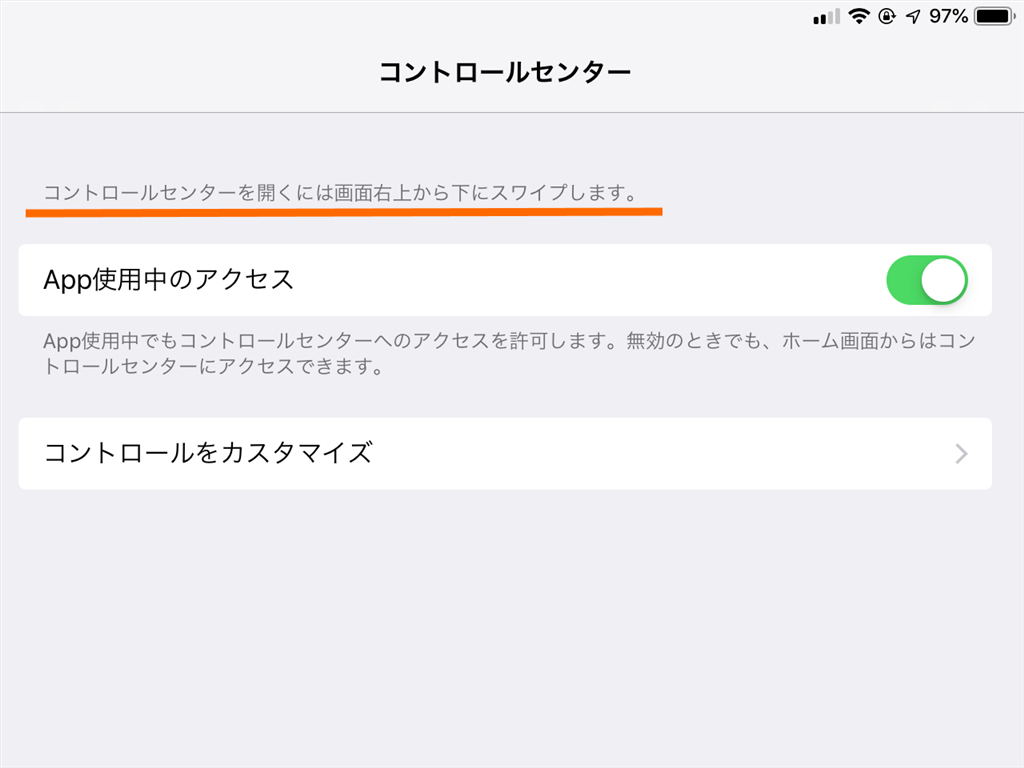 97%
コントロールセンター
コントロールセンターを開くには画面右上から下にスワイプします。
App使用中のアクセス
App使用中でもコントロールセンターへのアクセスを許可します。無効のときでも、ホーム画面からはコン
トロールセンターにアクセスできます。
コントロールをカスタマイズ